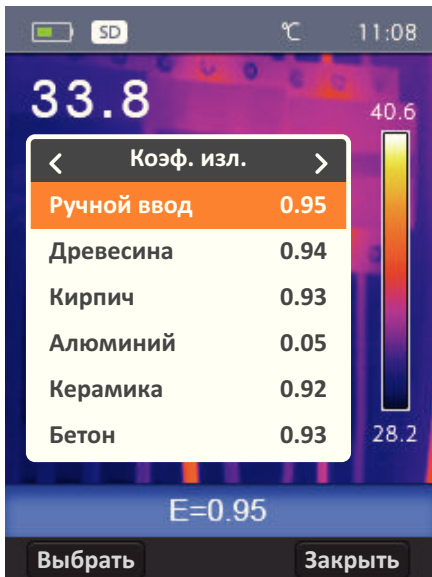 SD ℃ 11:08
33.8
40.6
< Коэф. изл. >
Ручной ввод 0.95
Древесина 0.94
Кирпич 0.93
Алюминий 0.05
Керамика 0.92
Бетон 0.93
28.2
E=0.95
Выбрать Закрыть